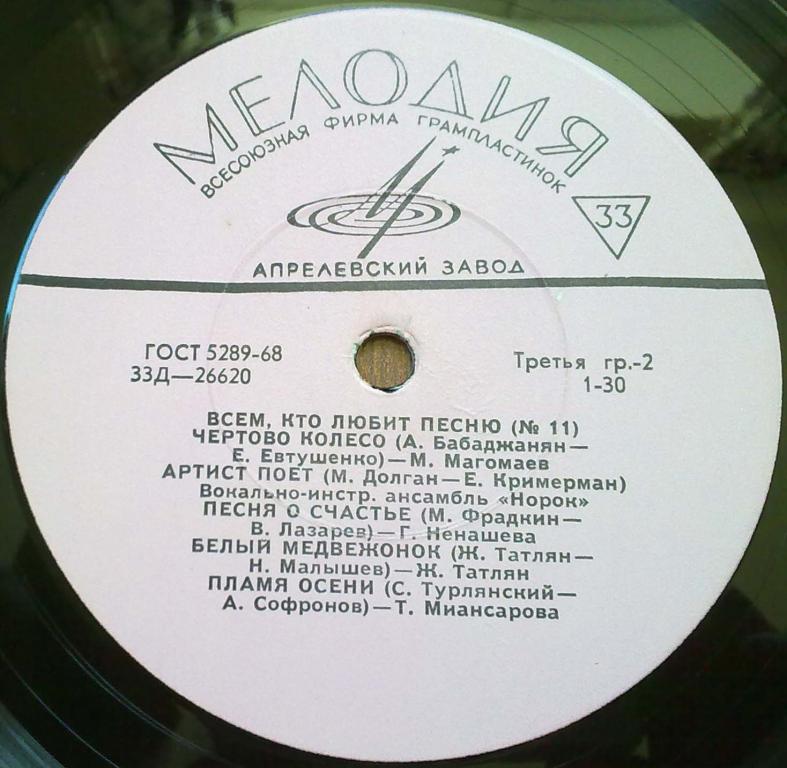 МЕЛОДИЯ
ВСЕСОЮЗНАЯ ФИРМА ГРАМПЛАСТИНОК
33
АПРЕЛЕВСКИЙ ЗАВОД
ГОСТ 5289-68
33Д—26620
Третья гр.-2
1-30
ВСЕМ, КТО ЛЮБИТ ПЕСНЮ (№ 11)
ЧЕРТОВО КОЛЕСО (А. Бабаджанян—
Е. Евтушенко)—М. Магомаев
АРТИСТ ПОЕТ (М. Долган—Е. Кримерман)
Вокально-инстр. ансамбль «Норок»
ПЕСНЯ О СЧАСТЬЕ (М. Фрадкин—
В. Лазарев)—Г. Ненашева
БЕЛЫЙ МЕДВЕЖОНОК (Ж. Татлян—
Н. Малышев)—Ж. Татлян
ПЛАМЯ ОСЕНИ (С. Турлянский—
А. Софронов)—Т. Миансарова